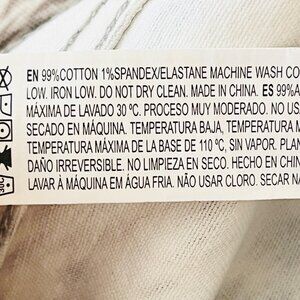 EN 99%COTTON 1%SPANDEX/ELASTANE MACHINE WASH CO
LOW. IRON LOW. DO NOT DRY CLEAN. MADE IN CHINA. ES 99%A
MÁXIMA DE LAVADO 30 ºC. PROCESO MUY MODERADO. NO US
SECADO EN MÁQUINA. TEMPERATURA BAJA, TEMPERATURA M
TEMPERATURA MÁXIMA DE LA BASE DE 110 ºC, SIN VAPOR. PLAN
DAÑO IRREVERSIBLE. NO LIMPIEZA EN SECO. HECHO EN CHIN
LAVAR À MÁQUINA EM ÁGUA FRIA. NÃO USAR CLORO. SECAR NA